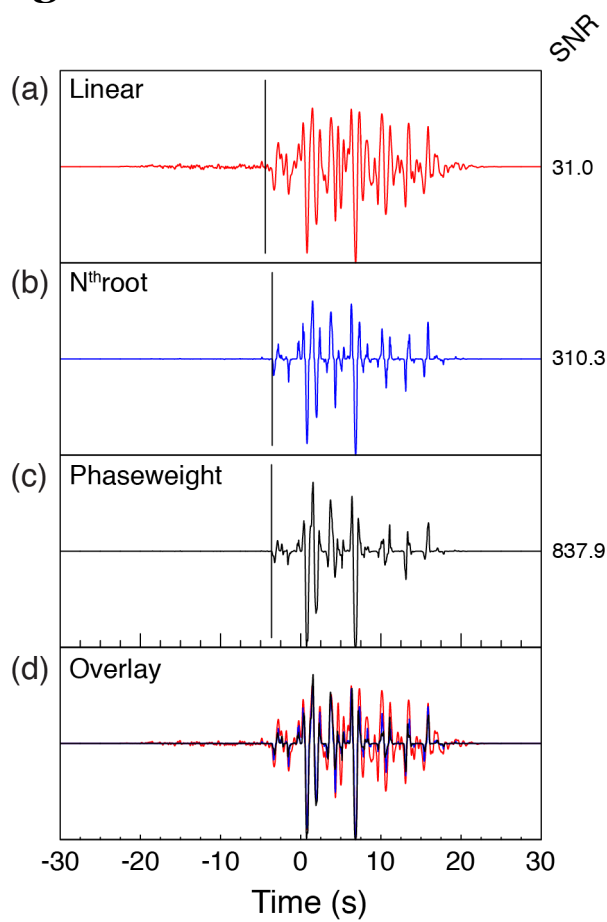 SNR
(a) Linear
31.0
(b) Nthroot
310.3
(c) Phaseweight
837.9
(d) Overlay
-30 -20 -10 0 10 20 30
Time (s)